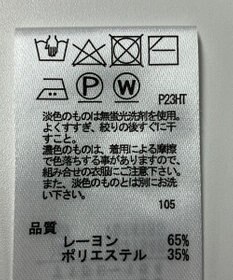 P W
P23HT
淡色のものは無蛍光洗剤を使用。
よくすすぎ、絞りの後すぐに干
すこと。
濃色のものは、着用による摩擦
で色落ちする事がありますので、
組み合せの衣服にご注意下さい。
また、淡色のものとは別にお洗
い下さい。
105
品質
レーヨン 65%
ポリエステル 35%